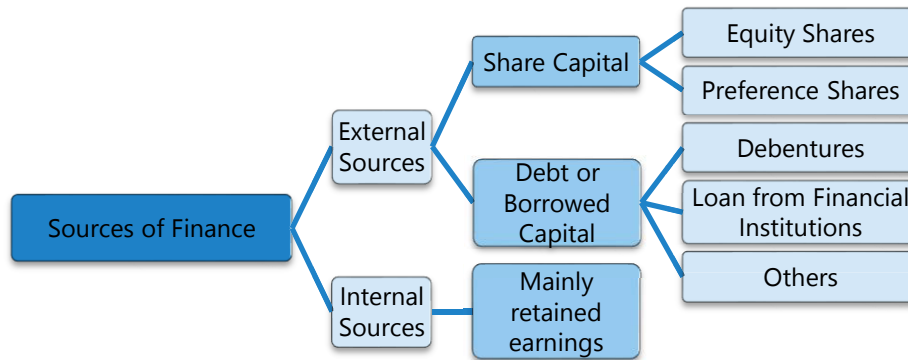 Sources of Finance
External
Sources
Internal
Sources
Share Capital
Debt or
Borrowed
Capital
Mainly
retained
earnings
Equity Shares
Preference Shares
Debentures
Loan from Financial
Institutions
Others